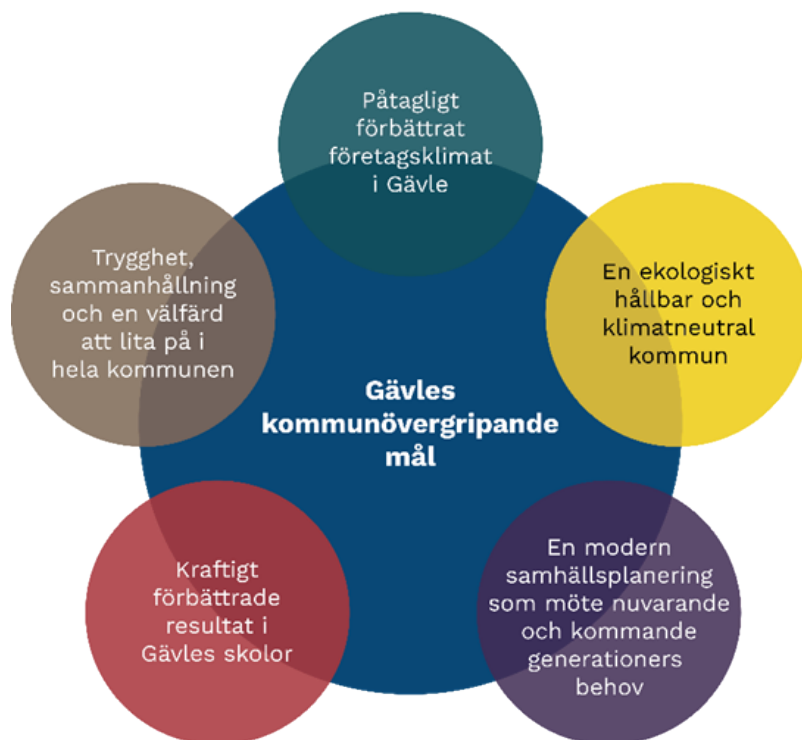 Påtagligt
förbättrat
företagsklimat
i Gävle
En ekologiskt
hållbar och
klimatneutral
kommun
En modern
samhällsplanering
som möte nuvarande
och kommande
generationers
behov
Kraftigt
förbättrade
resultat i
Gävles skolor
Trygghet,
sammanhållning
och en välfärd
att lita på i
hela kommunen
Gävles
kommunövergripande
mål